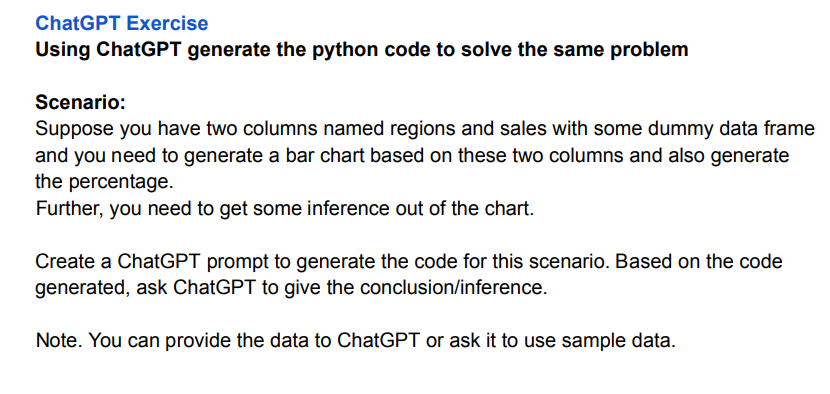 ChatGPT Exercise
Using ChatGPT generate the python code to solve the same problem
Scenario:
Suppose you have two columns named regions and sales with some dummy data frame
and you need to generate a bar chart based on these two columns and also generate
the percentage.
Further, you need to get some inference out of the chart.
Create a ChatGPT prompt to generate the code for this scenario. Based on the code
generated, ask ChatGPT to give the conclusion/inference.
Note. You can provide the data to ChatGPT or ask it to use sample data.